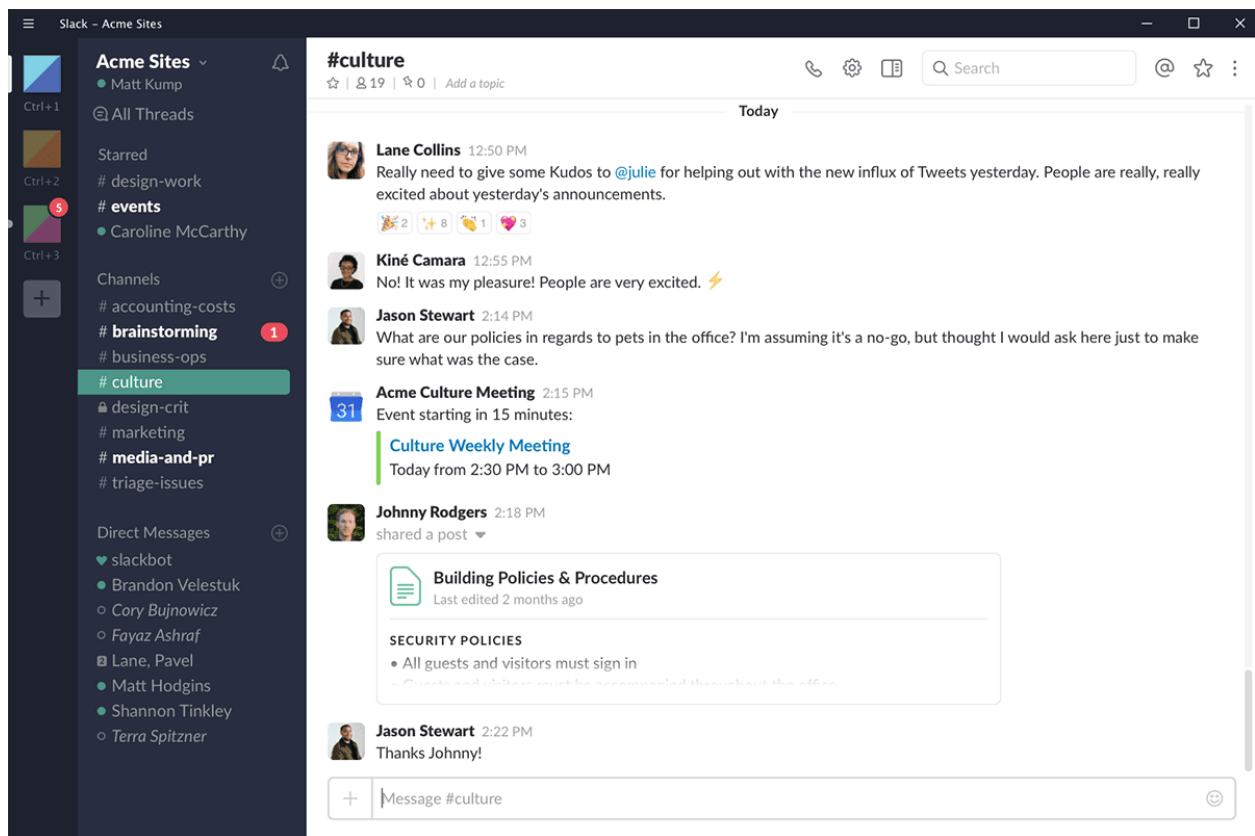 Slack – Acme Sites
Ctrl+1
Ctrl+2
5
Ctrl+3
Acme Sites
Matt Kump
All Threads
Starred
# design-work
# events
Caroline McCarthy
Channels
# accounting-costs
# brainstorming 1
# business-ops
# culture
design-crit
# marketing
# media-and-pr
# triage-issues
Direct Messages
slackbot
Brandon Velestuk
Cory Bujnowicz
Fayaz Ashraf
2 Lane, Pavel
Matt Hodgins
Shannon Tinkley
Terra Spitzner
#culture
19 | 0 | Add a topic
Search
Today
Lane Collins 12:50 PM
Really need to give some Kudos to @julie for helping out with the new influx of Tweets yesterday. People are really, really
excited about yesterday's announcements.
🎉 2 ✨ 8 👏 1 💖 3
Kiné Camara 12:55 PM
No! It was my pleasure! People are very excited. ⚡
Jason Stewart 2:14 PM
What are our policies in regards to pets in the office? I'm assuming it's a no-go, but thought I would ask here just to make
sure what was the case.
31
Acme Culture Meeting 2:15 PM
Event starting in 15 minutes:
Culture Weekly Meeting
Today from 2:30 PM to 3:00 PM
Johnny Rodgers 2:18 PM
shared a post
Building Policies & Procedures
Last edited 2 months ago
SECURITY POLICIES
• All guests and visitors must sign in
• Guests and visitors must be accompanied throughout the office
Jason Stewart 2:22 PM
Thanks Johnny!
Message #culture